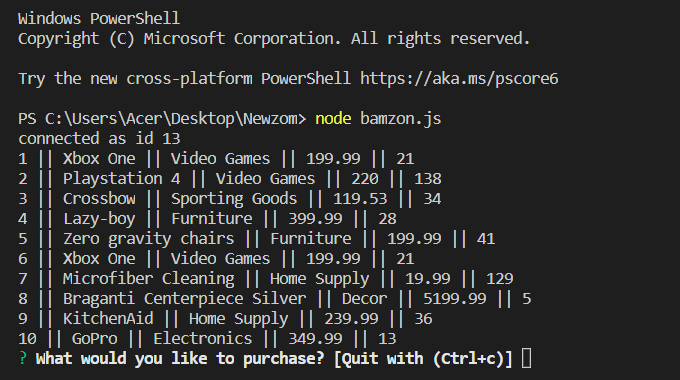 Windows PowerShell
Copyright (C) Microsoft Corporation. All rights reserved.
Try the new cross-platform PowerShell https://aka.ms/pscore6
PS C:\Users\Acer\Desktop\Newzom> node bamzon.js
connected as id 13
1 || Xbox One || Video Games || 199.99 || 21
2 || Playstation 4 || Video Games || 220 || 138
3 || Crossbow || Sporting Goods || 119.53 || 34
4 || Lazy-boy || Furniture || 399.99 || 28
5 || Zero gravity chairs || Furniture || 199.99 || 41
6 || Xbox One || Video Games || 199.99 || 21
7 || Microfiber Cleaning || Home Supply || 19.99 || 129
8 || Braganti Centerpiece Silver || Decor || 5199.99 || 5
9 || KitchenAid || Home Supply || 239.99 || 36
10 || GoPro || Electronics || 349.99 || 13
? What would you like to purchase? [Quit with (Ctrl+c)]